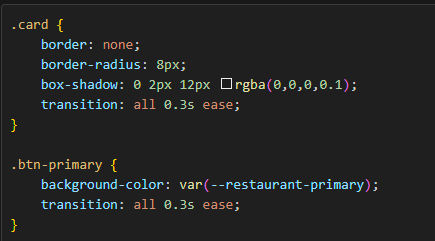 .card {
    border: none;
    border-radius: 8px;
    box-shadow: 0 2px 12px rgba(0,0,0,0.1);
    transition: all 0.3s ease;
}

.btn-primary {
    background-color: var(--restaurant-primary);
    transition: all 0.3s ease;
}